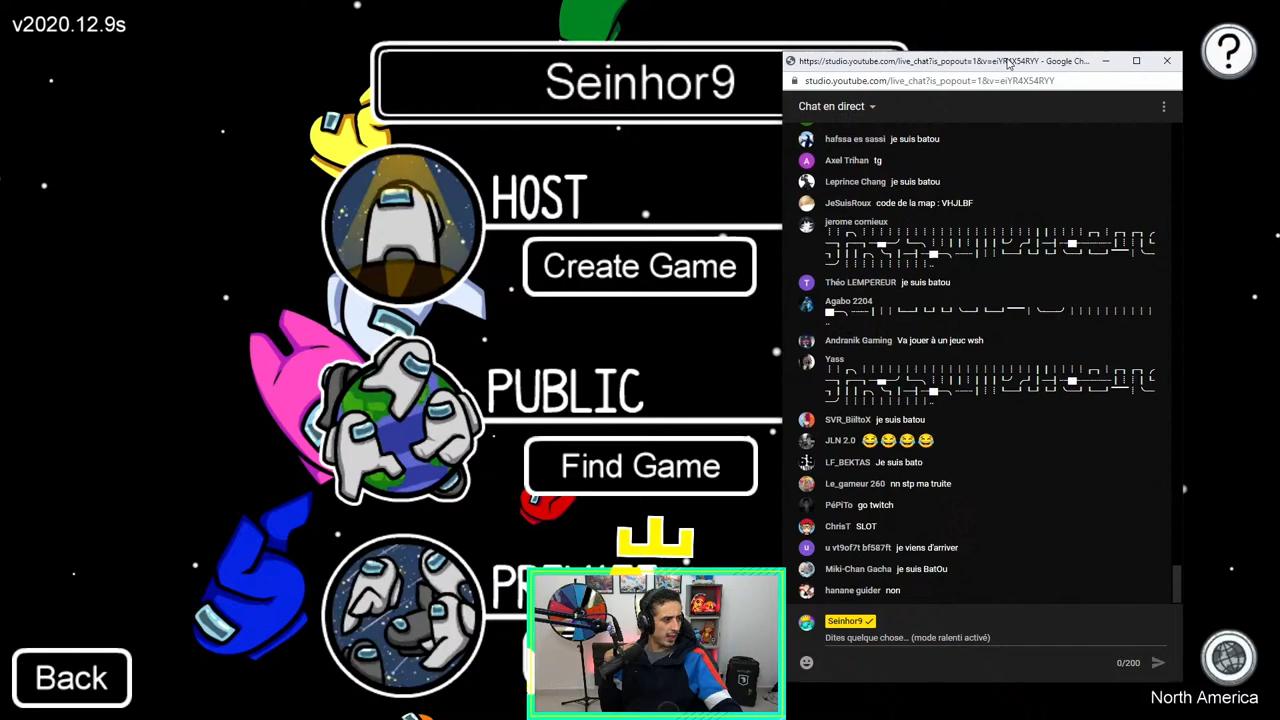 v2020.12.9s
Seinhor9
?
HOST
Create Game
PUBLIC
Find Game
Back
North America
https://studio.youtube.com/live_chat?is_popout=1&v=eiYR4X54RYY - Google Ch...
studio.youtube.com/live_chat?is_popout=1&v=eiYR4X54RYY
Chat en direct
hafssa es sassi je suis batou
Axel Trihan tg
Leprince Chang je suis batou
JeSuisRoux code de la map : VHJLBF
jerome cornieux
Théo LEMPEREUR je suis batou
Agabo 2204
Andranik Gaming Va jouer à un jeuc wsh
Yass
SVR_BiiltoX je suis batou
JLN 2.0 😂😂😂😂
LF_BEKTAS Je suis bato
Le_gameur 260 nn stp ma truite
PéPiTo go twitch
ChrisT SLOT
u vt9of7t bf587ft je viens d'arriver
Miki-Chan Gacha je suis BatOu
hanane guider non
Seinhor9
Dites quelque chose... (mode ralenti activé)
0/200